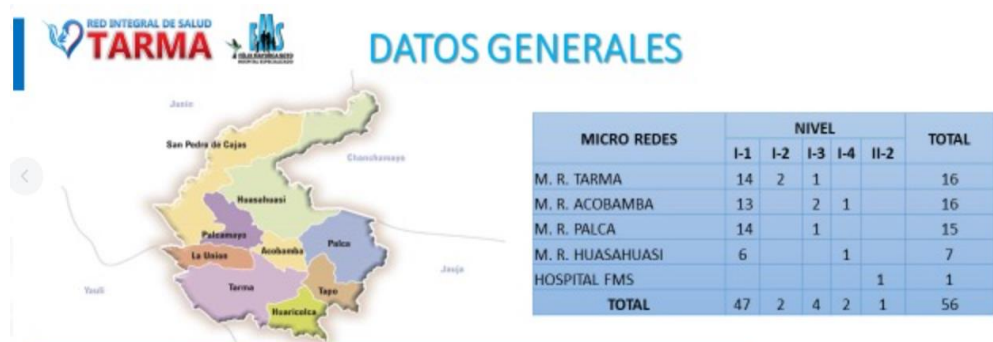 RED INTEGRAL DE SALUD
TARMA
EMS
DATOS GENERALES
Junín
San Pedro de Cajas
Chanchamayo
Huasahuasi
Palcamayo
Palca
La Union
Acobamba
Jauja
Yauli
Tarma
Tapo
Huaricolca
MICRO REDES NIVEL TOTAL
I-1 I-2 I-3 I-4 II-2
M. R. TARMA 14 2 1 16
M. R. ACOBAMBA 13 2 1 16
M. R. PALCA 14 1 15
M. R. HUASAHUASI 6 1 7
HOSPITAL FMS 1 1
TOTAL 47 2 4 2 1 56